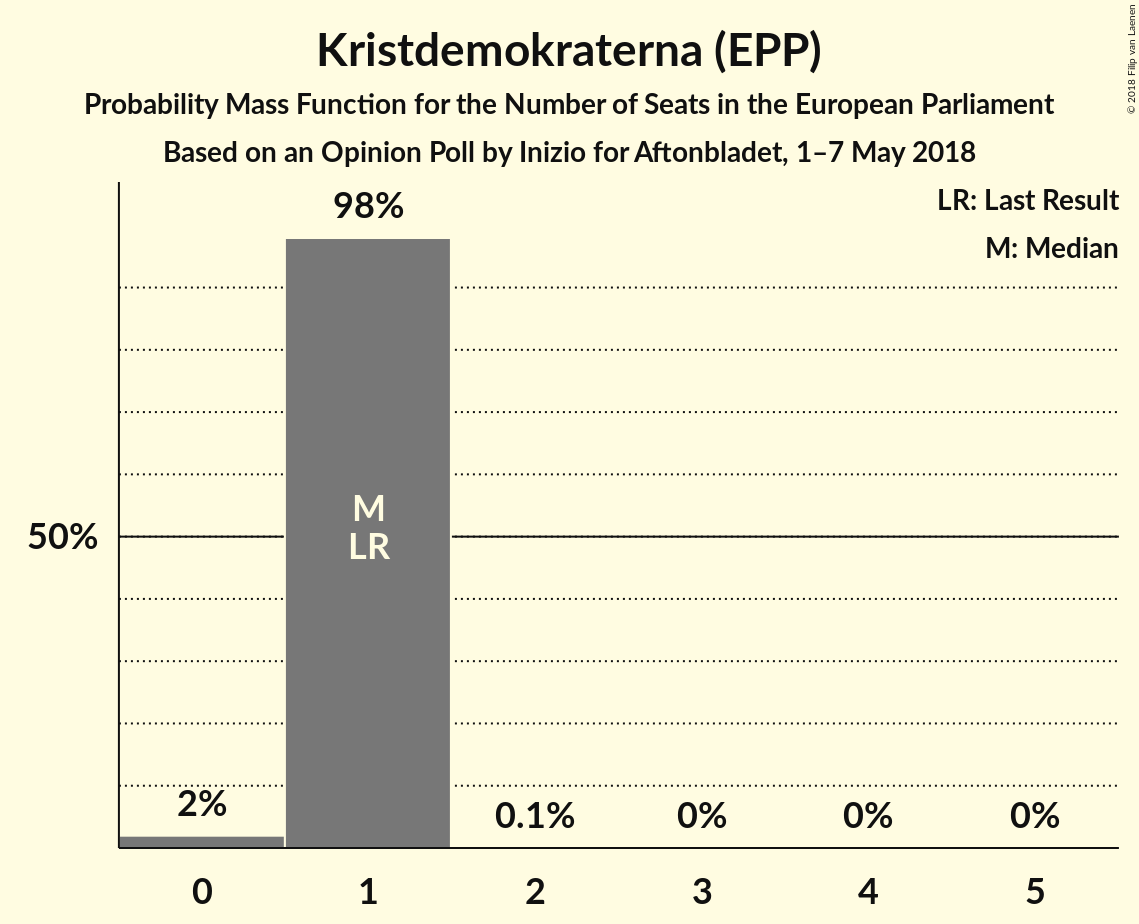 Kristdemokraterna (EPP)
Probability Mass Function for the Number of Seats in the European Parliament
Based on an Opinion Poll by Inizio for Aftonbladet, 1–7 May 2018
© 2018 Filip van Laenen
LR: Last Result
M: Median
98%
M
50%
LR
2%
0.1%
0%
0%
0%
0
1
2
3
4
5